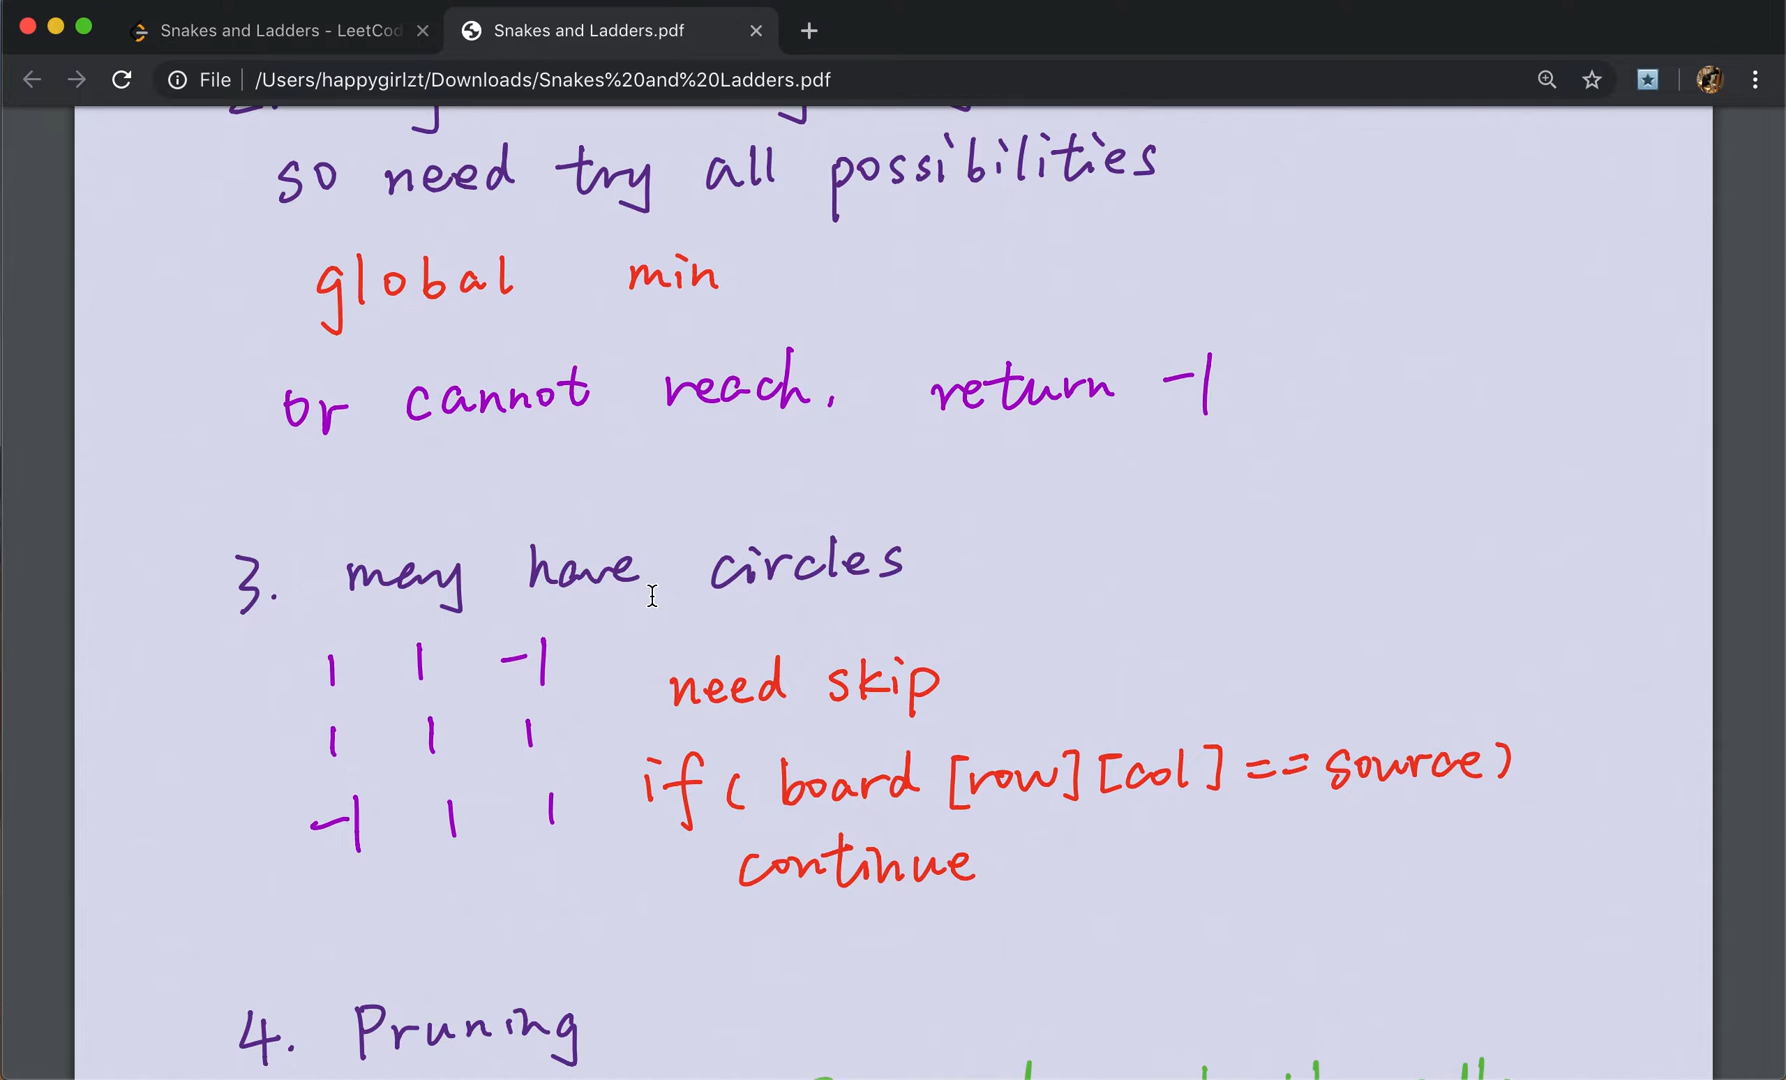 Snakes and Ladders - LeetCod
Snakes and Ladders.pdf
File /Users/happygirlzt/Downloads/Snakes%20and%20Ladders.pdf
so need try all possibilities
global min
or cannot reach. return -1
3. may have circles
1 1 -1
need skip
1 1 1
if ( board [row][col] == source)
-1 1 1
continue
4. Pruning